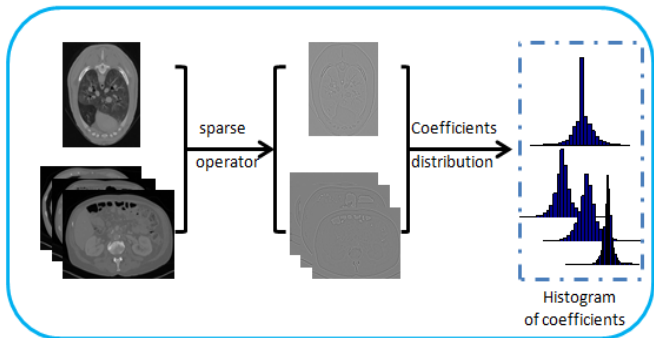 sparse
operator
Coefficients
distribution
Histogram
of coefficients